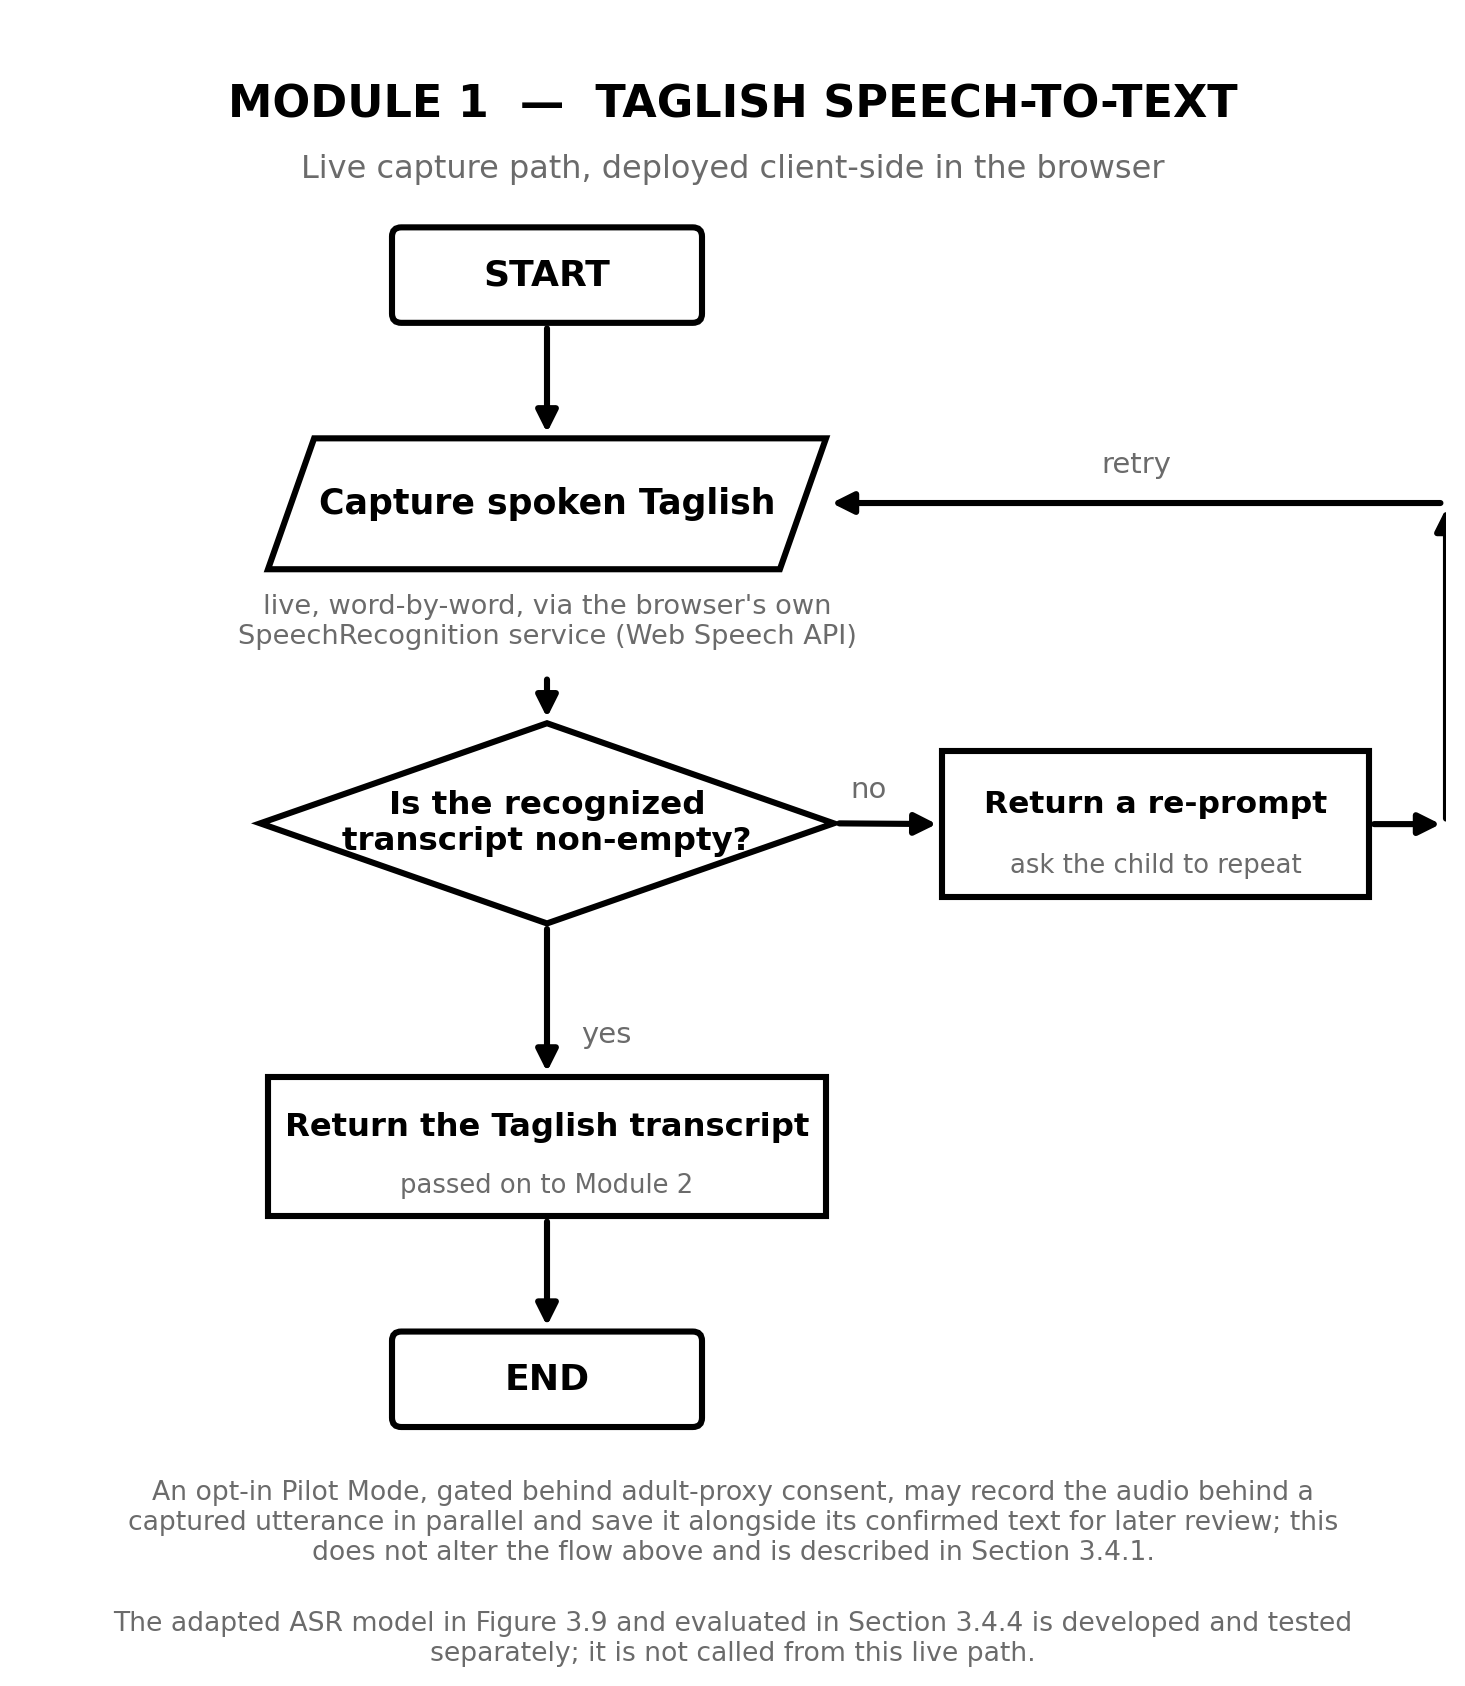 MODULE 1 — TAGLISH SPEECH-TO-TEXT
Live capture path, deployed client-side in the browser
START
Capture spoken Taglish
retry
live, word-by-word, via the browser's own
SpeechRecognition service (Web Speech API)
Is the recognized
transcript non-empty?
no
Return a re-prompt
ask the child to repeat
yes
Return the Taglish transcript
passed on to Module 2
END
An opt-in Pilot Mode, gated behind adult-proxy consent, may record the audio behind a
captured utterance in parallel and save it alongside its confirmed text for later review; this
does not alter the flow above and is described in Section 3.4.1.
The adapted ASR model in Figure 3.9 and evaluated in Section 3.4.4 is developed and tested
separately; it is not called from this live path.